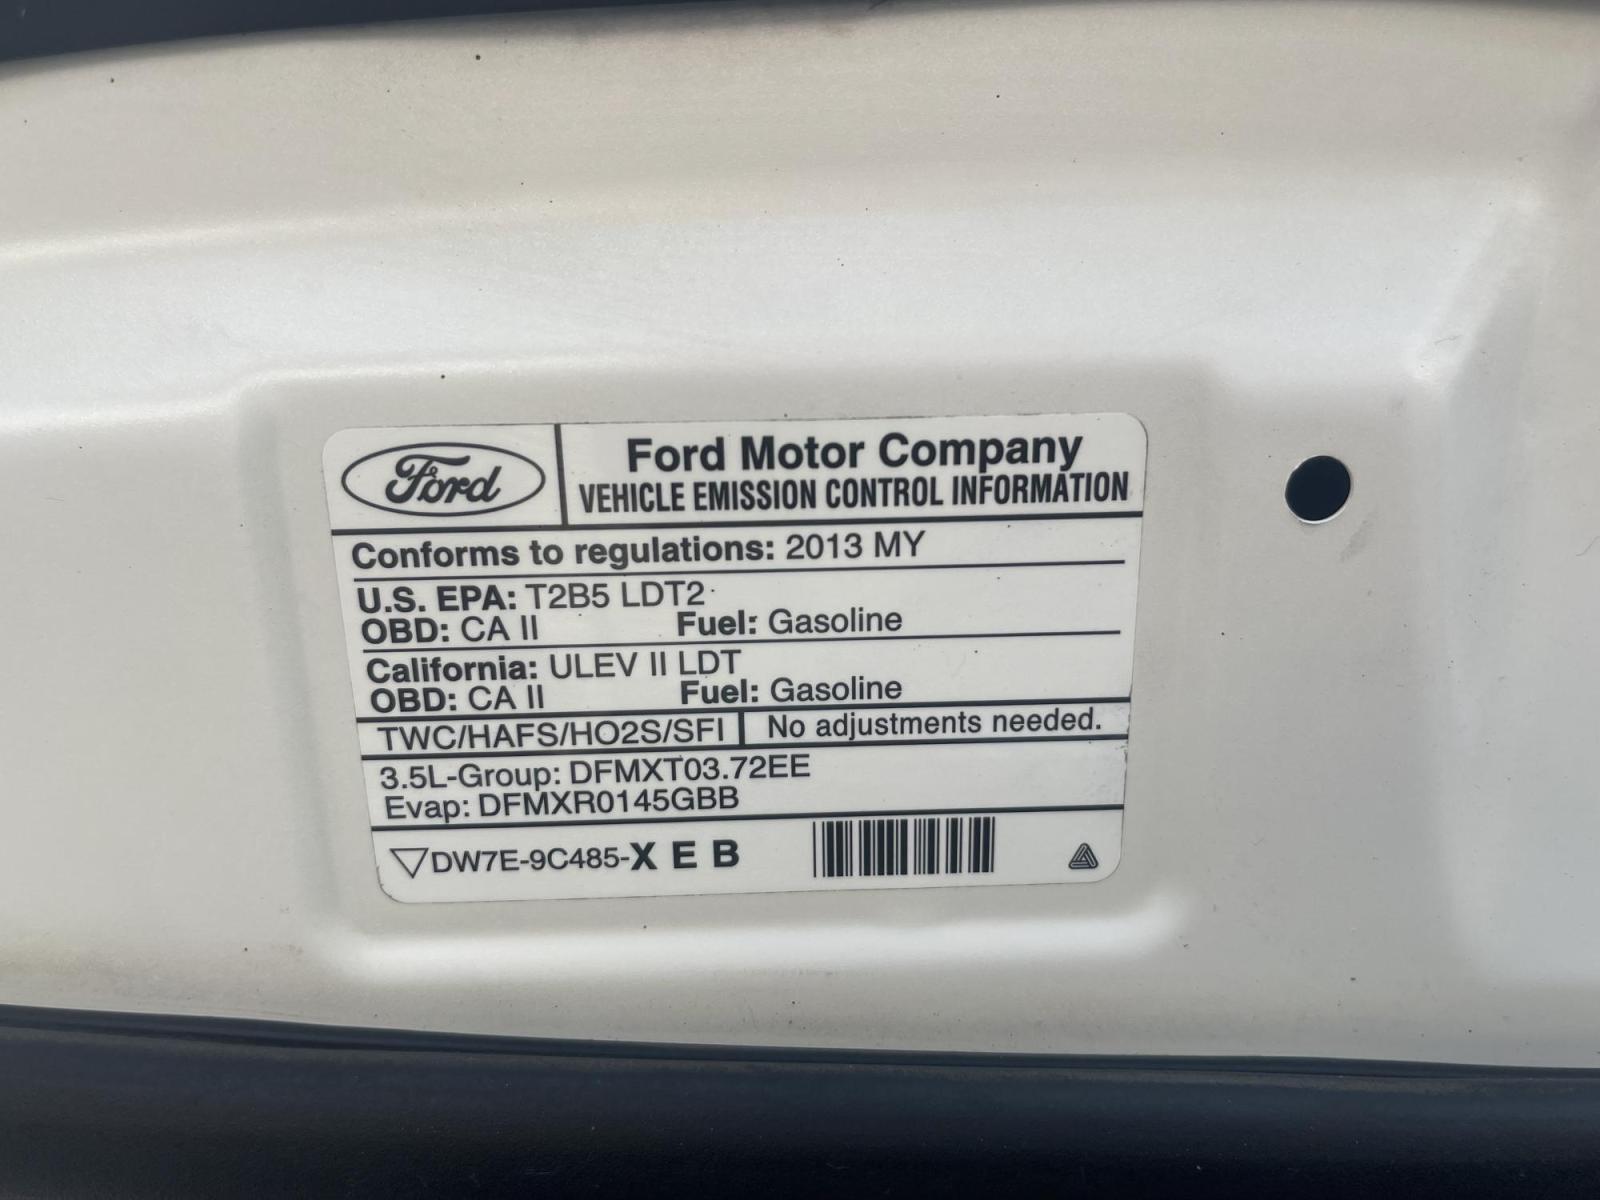 Ford
Ford Motor Company
VEHICLE EMISSION CONTROL INFORMATION
Conforms to regulations: 2013 MY
U.S. EPA: T2B5 LDT2
OBD: CA II Fuel: Gasoline
California: ULEV II LDT
OBD: CA II Fuel: Gasoline
TWC/HAFS/HO2S/SFI No adjustments needed.
3.5L-Group: DFMXT03.72EE
Evap: DFMXR0145GBB
DW7E-9C485-X E B